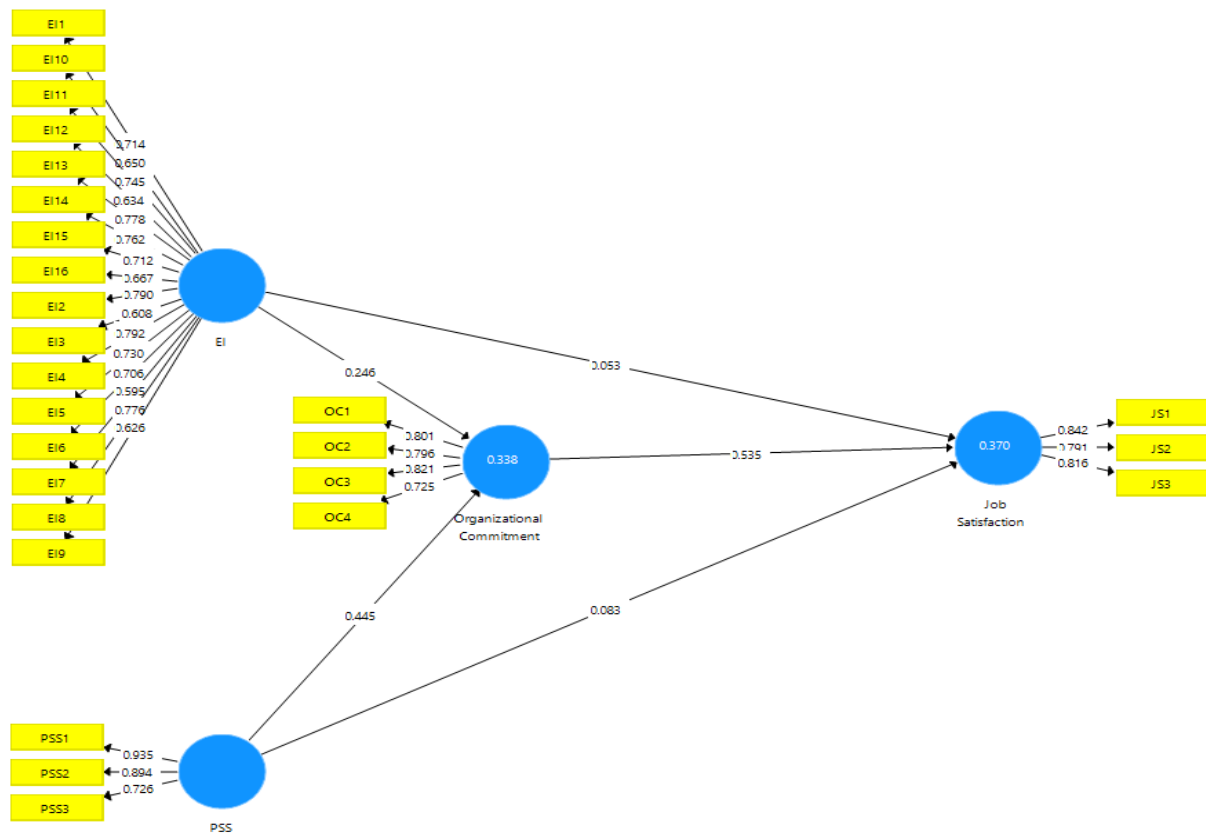 EI1
EI10
EI11
EI12
EI13
EI14
EI15
EI16
EI2
EI3
EI4
EI5
EI6
EI7
EI8
EI9
0.714
0.650
0.745
0.634
0.778
0.762
0.712
0.667
0.790
0.608
0.792
0.730
0.706
0.595
0.776
0.626
EI
0.246
0.053
OC1
OC2
OC3
OC4
0.801
0.796
0.821
0.725
0.338
Organizational
Commitment
0.535
0.370
Job
Satisfaction
0.842
0.791
0.816
JS1
JS2
JS3
0.445
0.083
PSS1
PSS2
PSS3
0.935
0.894
0.726
PSS